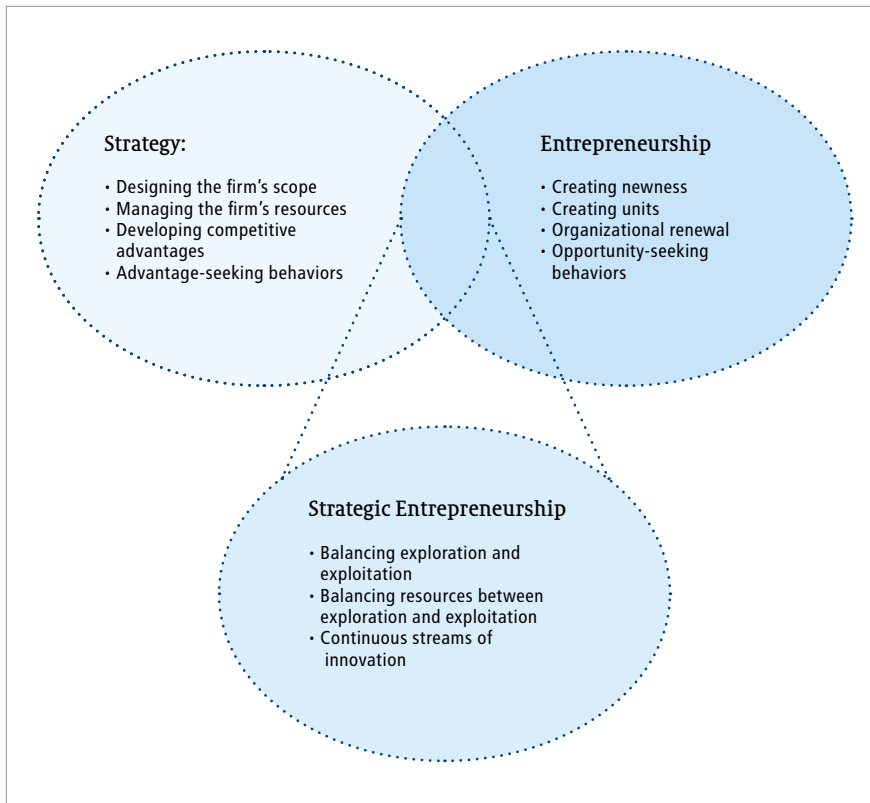 Strategy:
· Designing the firm's scope
· Managing the firm's resources
· Developing competitive
advantages
· Advantage-seeking behaviors
Entrepreneurship
· Creating newness
· Creating units
· Organizational renewal
· Opportunity-seeking
behaviors
Strategic Entrepreneurship
· Balancing exploration and
exploitation
· Balancing resources between
exploration and exploitation
· Continuous streams of
innovation